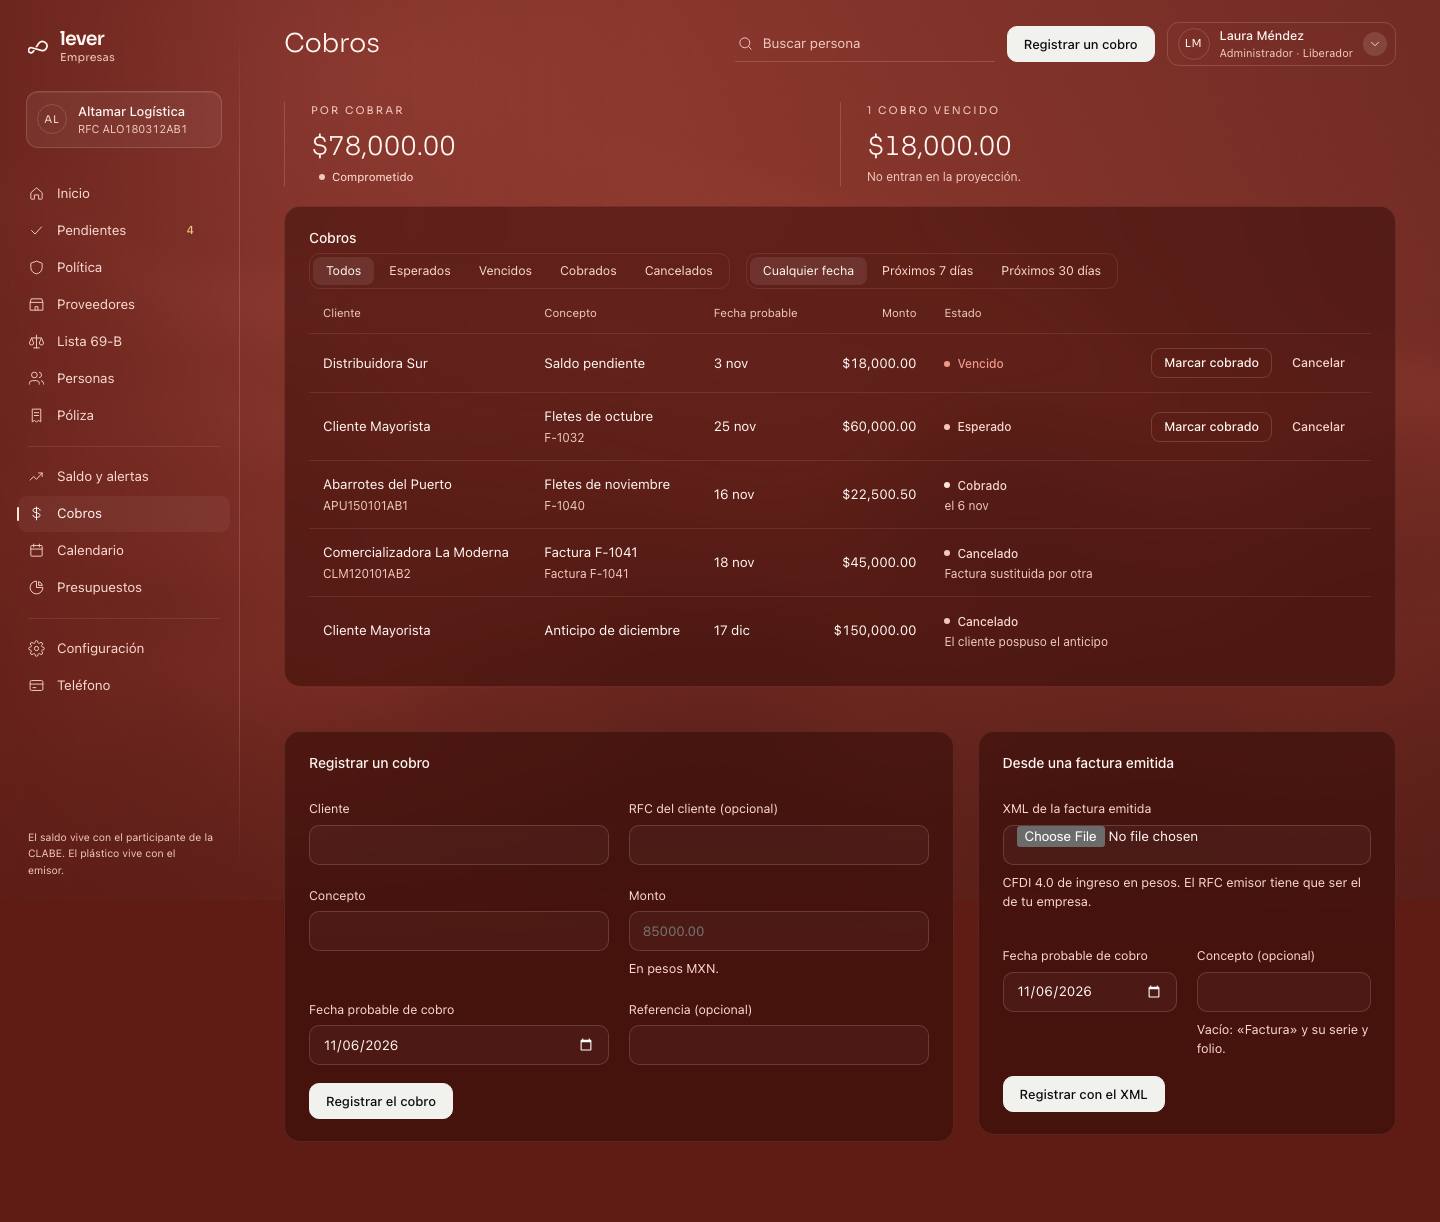 lever
Empresas
AL
Altamar Logística
RFC ALO180312AB1
Inicio
Pendientes 4
Política
Proveedores
Lista 69-B
Personas
Póliza
Saldo y alertas
Cobros
Calendario
Presupuestos
Configuración
Teléfono
El saldo vive con el participante de la
CLABE. El plástico vive con el
emisor.
Cobros
Buscar persona
Registrar un cobro
LM
Laura Méndez
Administrador · Liberador
POR COBRAR
$78,000.00
Comprometido
1 COBRO VENCIDO
$18,000.00
No entran en la proyección.
Cobros
Todos Esperados Vencidos Cobrados Cancelados Cualquier fecha Próximos 7 días Próximos 30 días
Cliente Concepto Fecha probable Monto Estado
Distribuidora Sur Saldo pendiente 3 nov $18,000.00 Vencido Marcar cobrado Cancelar
Cliente Mayorista Fletes de octubre 25 nov $60,000.00 Esperado Marcar cobrado Cancelar
F-1032
Abarrotes del Puerto Fletes de noviembre 16 nov $22,500.50 Cobrado
APU150101AB1 F-1040 el 6 nov
Comercializadora La Moderna Factura F-1041 18 nov $45,000.00 Cancelado
CLM120101AB2 Factura F-1041 Factura sustituida por otra
Cliente Mayorista Anticipo de diciembre 17 dic $150,000.00 Cancelado
El cliente pospuso el anticipo
Registrar un cobro
Cliente RFC del cliente (opcional)
Concepto Monto
85000.00
En pesos MXN.
Fecha probable de cobro Referencia (opcional)
11/06/2026
Registrar el cobro
Desde una factura emitida
XML de la factura emitida
Choose File No file chosen
CFDI 4.0 de ingreso en pesos. El RFC emisor tiene que ser el
de tu empresa.
Fecha probable de cobro Concepto (opcional)
11/06/2026
Vacío: «Factura» y su serie y
folio.
Registrar con el XML